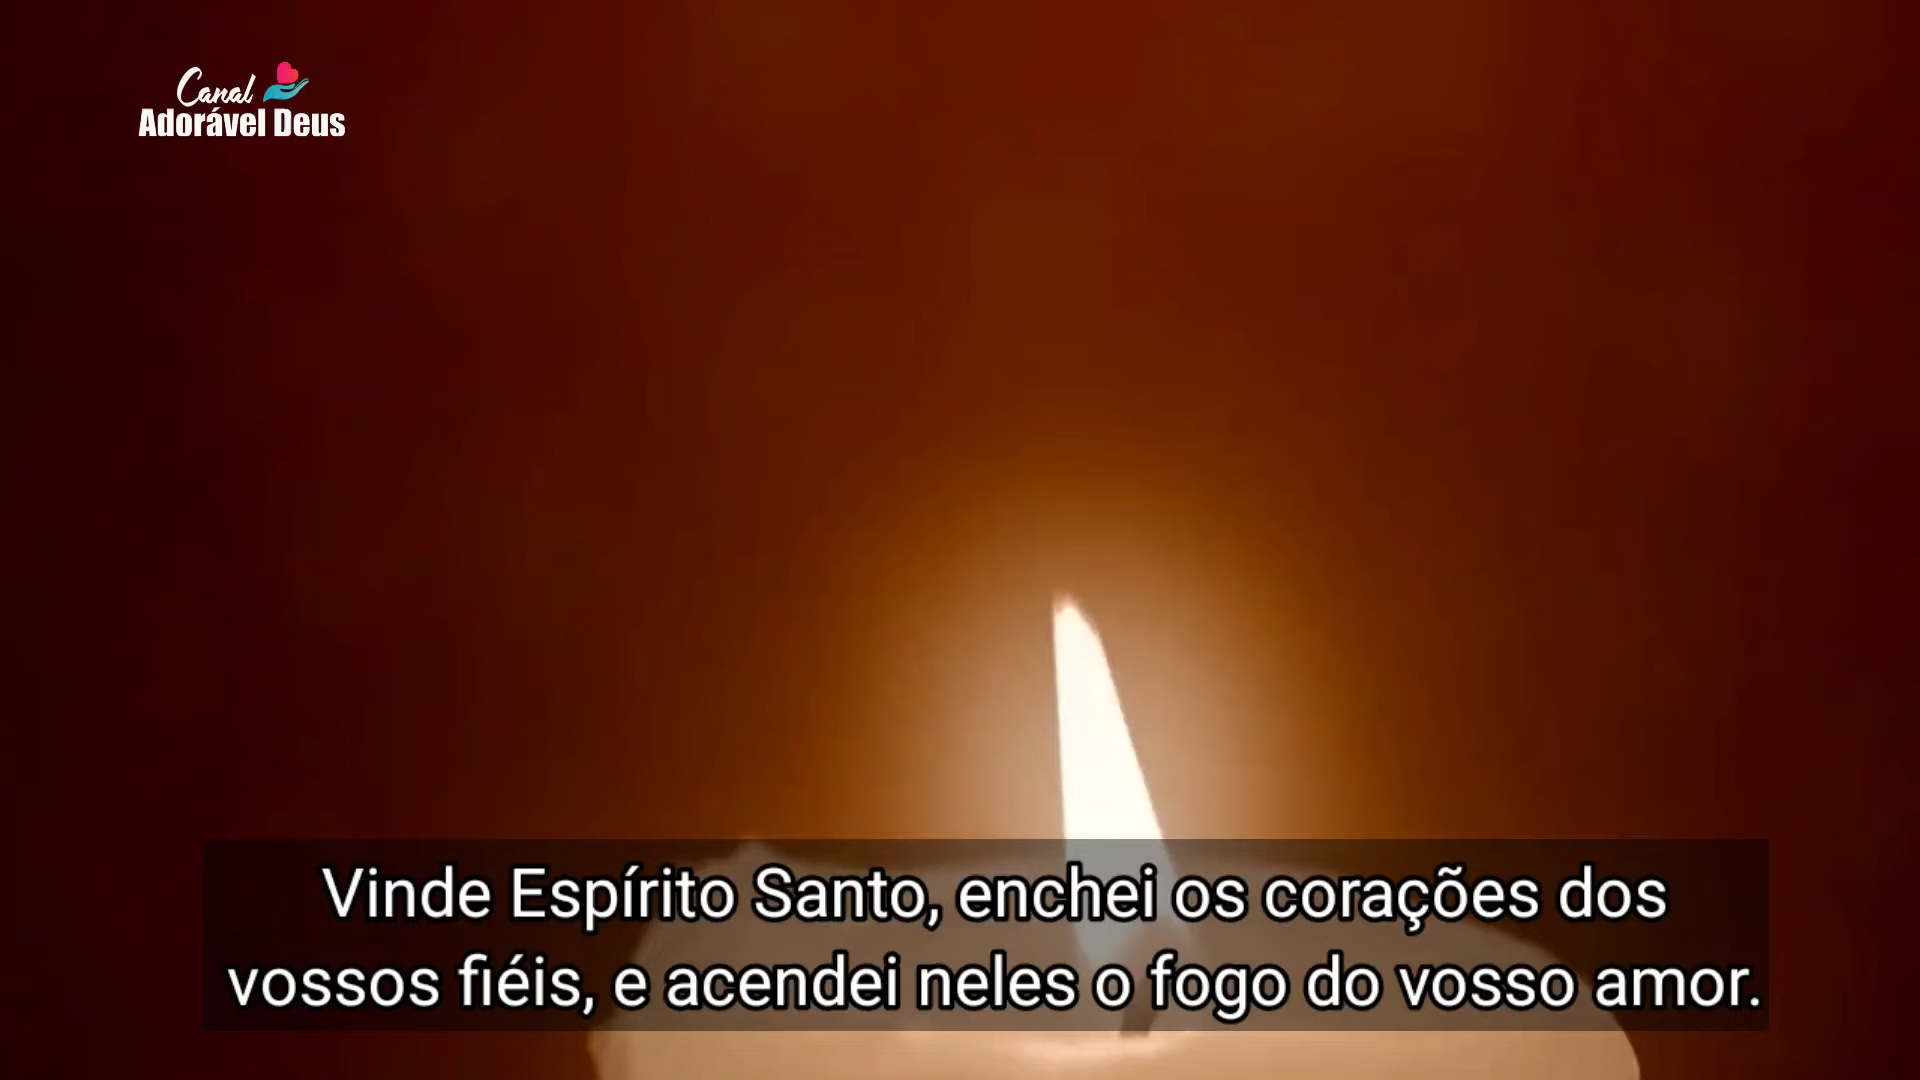 Canal
Adorável Deus
Vinde Espírito Santo, enchei os corações dos
vossos fiéis, e acendei neles o fogo do vosso amor.